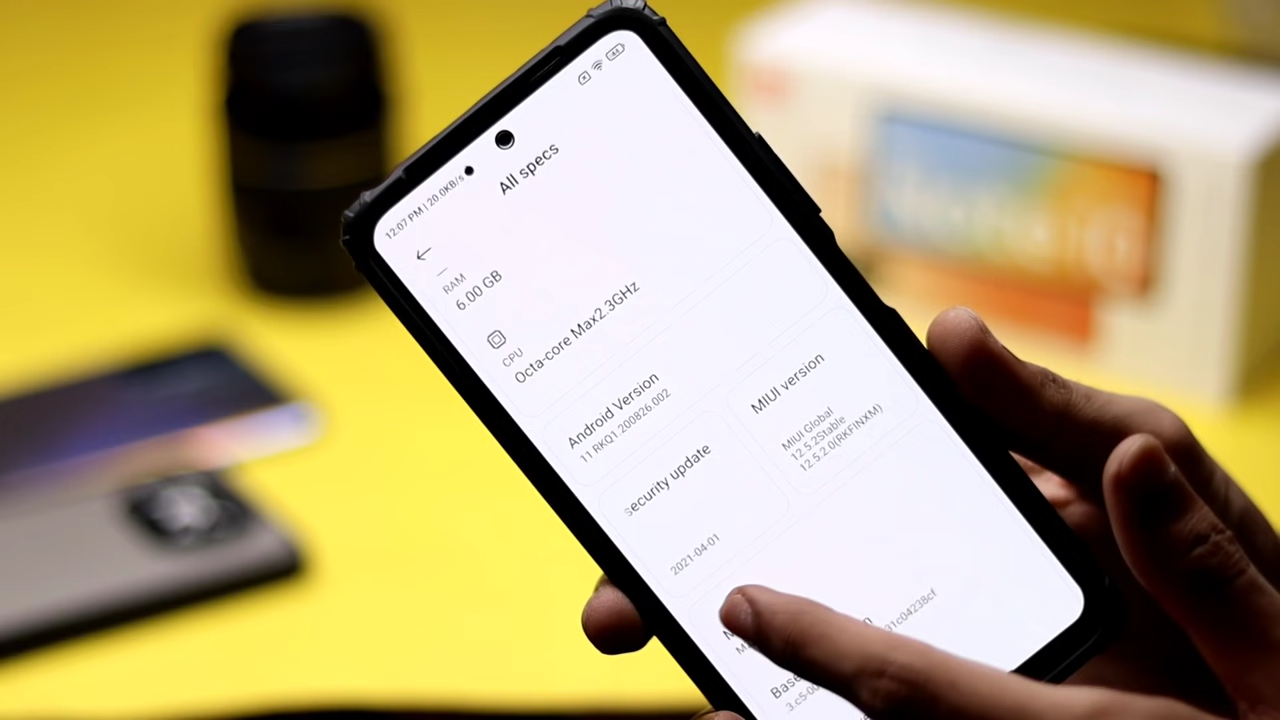 12:07 PM | 20.0KB/s
All specs
RAM
6.00 GB
CPU
Octa-core Max2.3GHz
Android Version
11 RKQ1.200826.002
MIUI version
MIUI Global
12.5.2Stable
12.5.2.0(RKFINXM)
security update
2021-04-01
31c04238cf